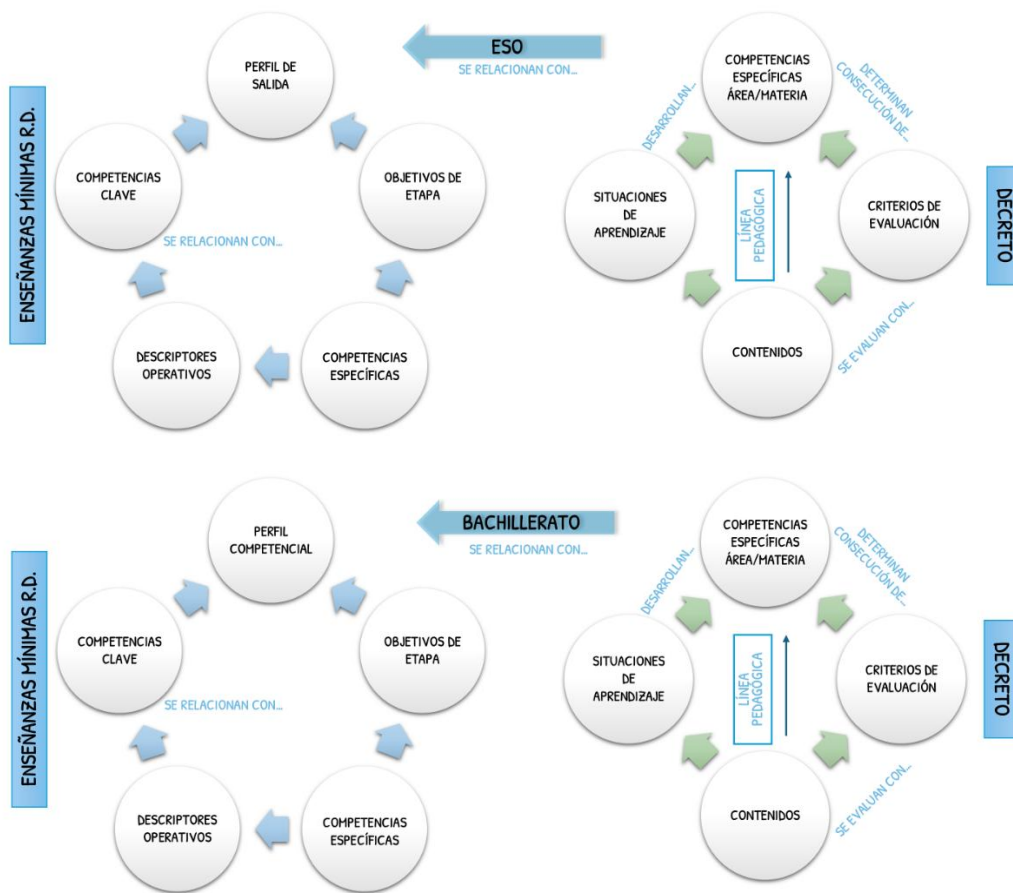 ESO
SE RELACIONAN CON...
ENSEÑANZAS MÍNIMAS R.D.
PERFIL DE
SALIDA
COMPETENCIAS
CLAVE
OBJETIVOS DE
ETAPA
SE RELACIONAN CON...
DESCRIPTORES
OPERATIVOS
COMPETENCIAS
ESPECÍFICAS
COMPETENCIAS
ESPECÍFICAS
ÁREA/MATERIA
DESARROLLAN...
DETERMINAN
CONSECUCIÓN DE...
SITUACIONES
DE
APRENDIZAJE
LÍNEA
PEDAGÓGICA
CRITERIOS DE
EVALUACIÓN
CONTENIDOS
SE EVALUAN CON...
DECRETO
BACHILLERATO
SE RELACIONAN CON...
ENSEÑANZAS MÍNIMAS R.D.
PERFIL
COMPETENCIAL
COMPETENCIAS
CLAVE
OBJETIVOS DE
ETAPA
SE RELACIONAN CON...
DESCRIPTORES
OPERATIVOS
COMPETENCIAS
ESPECÍFICAS
COMPETENCIAS
ESPECÍFICAS
ÁREA/MATERIA
DESARROLLAN...
DETERMINAN
CONSECUCIÓN DE...
SITUACIONES
DE
APRENDIZAJE
LÍNEA
PEDAGÓGICA
CRITERIOS DE
EVALUACIÓN
CONTENIDOS
SE EVALUAN CON...
DECRETO